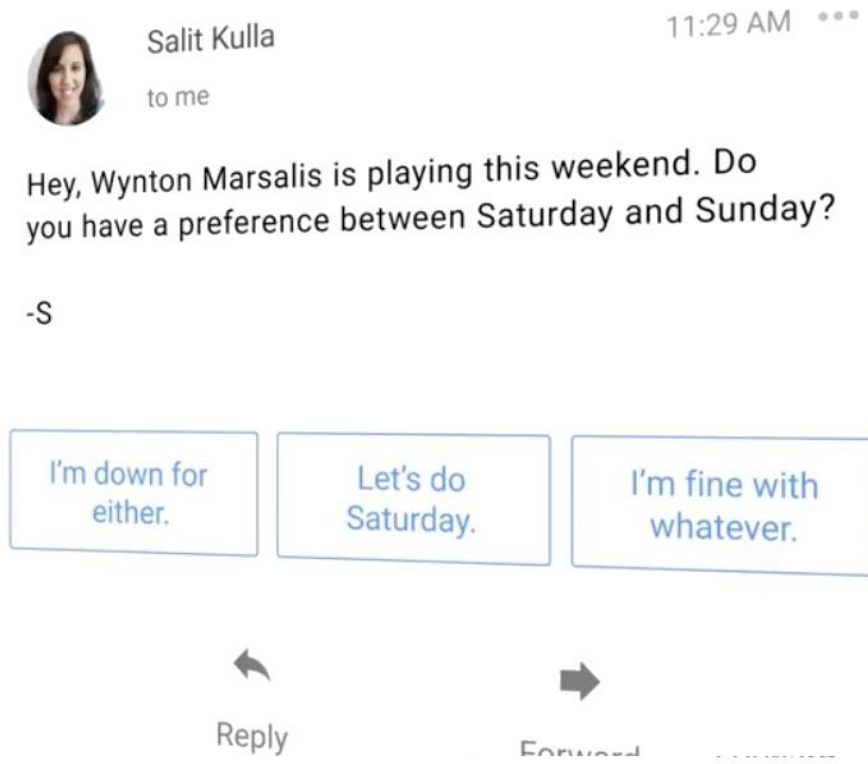 Salit Kulla
11:29 AM
to me
Hey, Wynton Marsalis is playing this weekend. Do
you have a preference between Saturday and Sunday?
-S
I'm down for
either.
Let's do
Saturday.
I'm fine with
whatever.
Reply
Forward